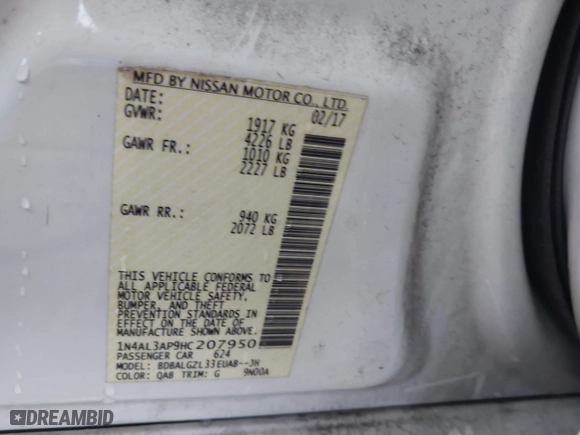 MFD BY NISSAN MOTOR CO., LTD.
DATE: 02/17
GVWR: 1917 KG
4226 LB
GAWR FR.: 1010 KG
2227 LB
GAWR RR.: 940 KG
2072 LB
THIS VEHICLE CONFORMS TO
ALL APPLICABLE FEDERAL
MOTOR VEHICLE SAFETY,
BUMPER, AND THEFT
PREVENTION STANDARDS IN
EFFECT ON THE DATE OF
MANUFACTURE SHOWN ABOVE.
1N4AL3AP9HC207950
PASSENGER CAR 624
MODEL: BDBALGZL33EUA8--JH
COLOR: QAB TRIM: G 9N00A
DREAMBID